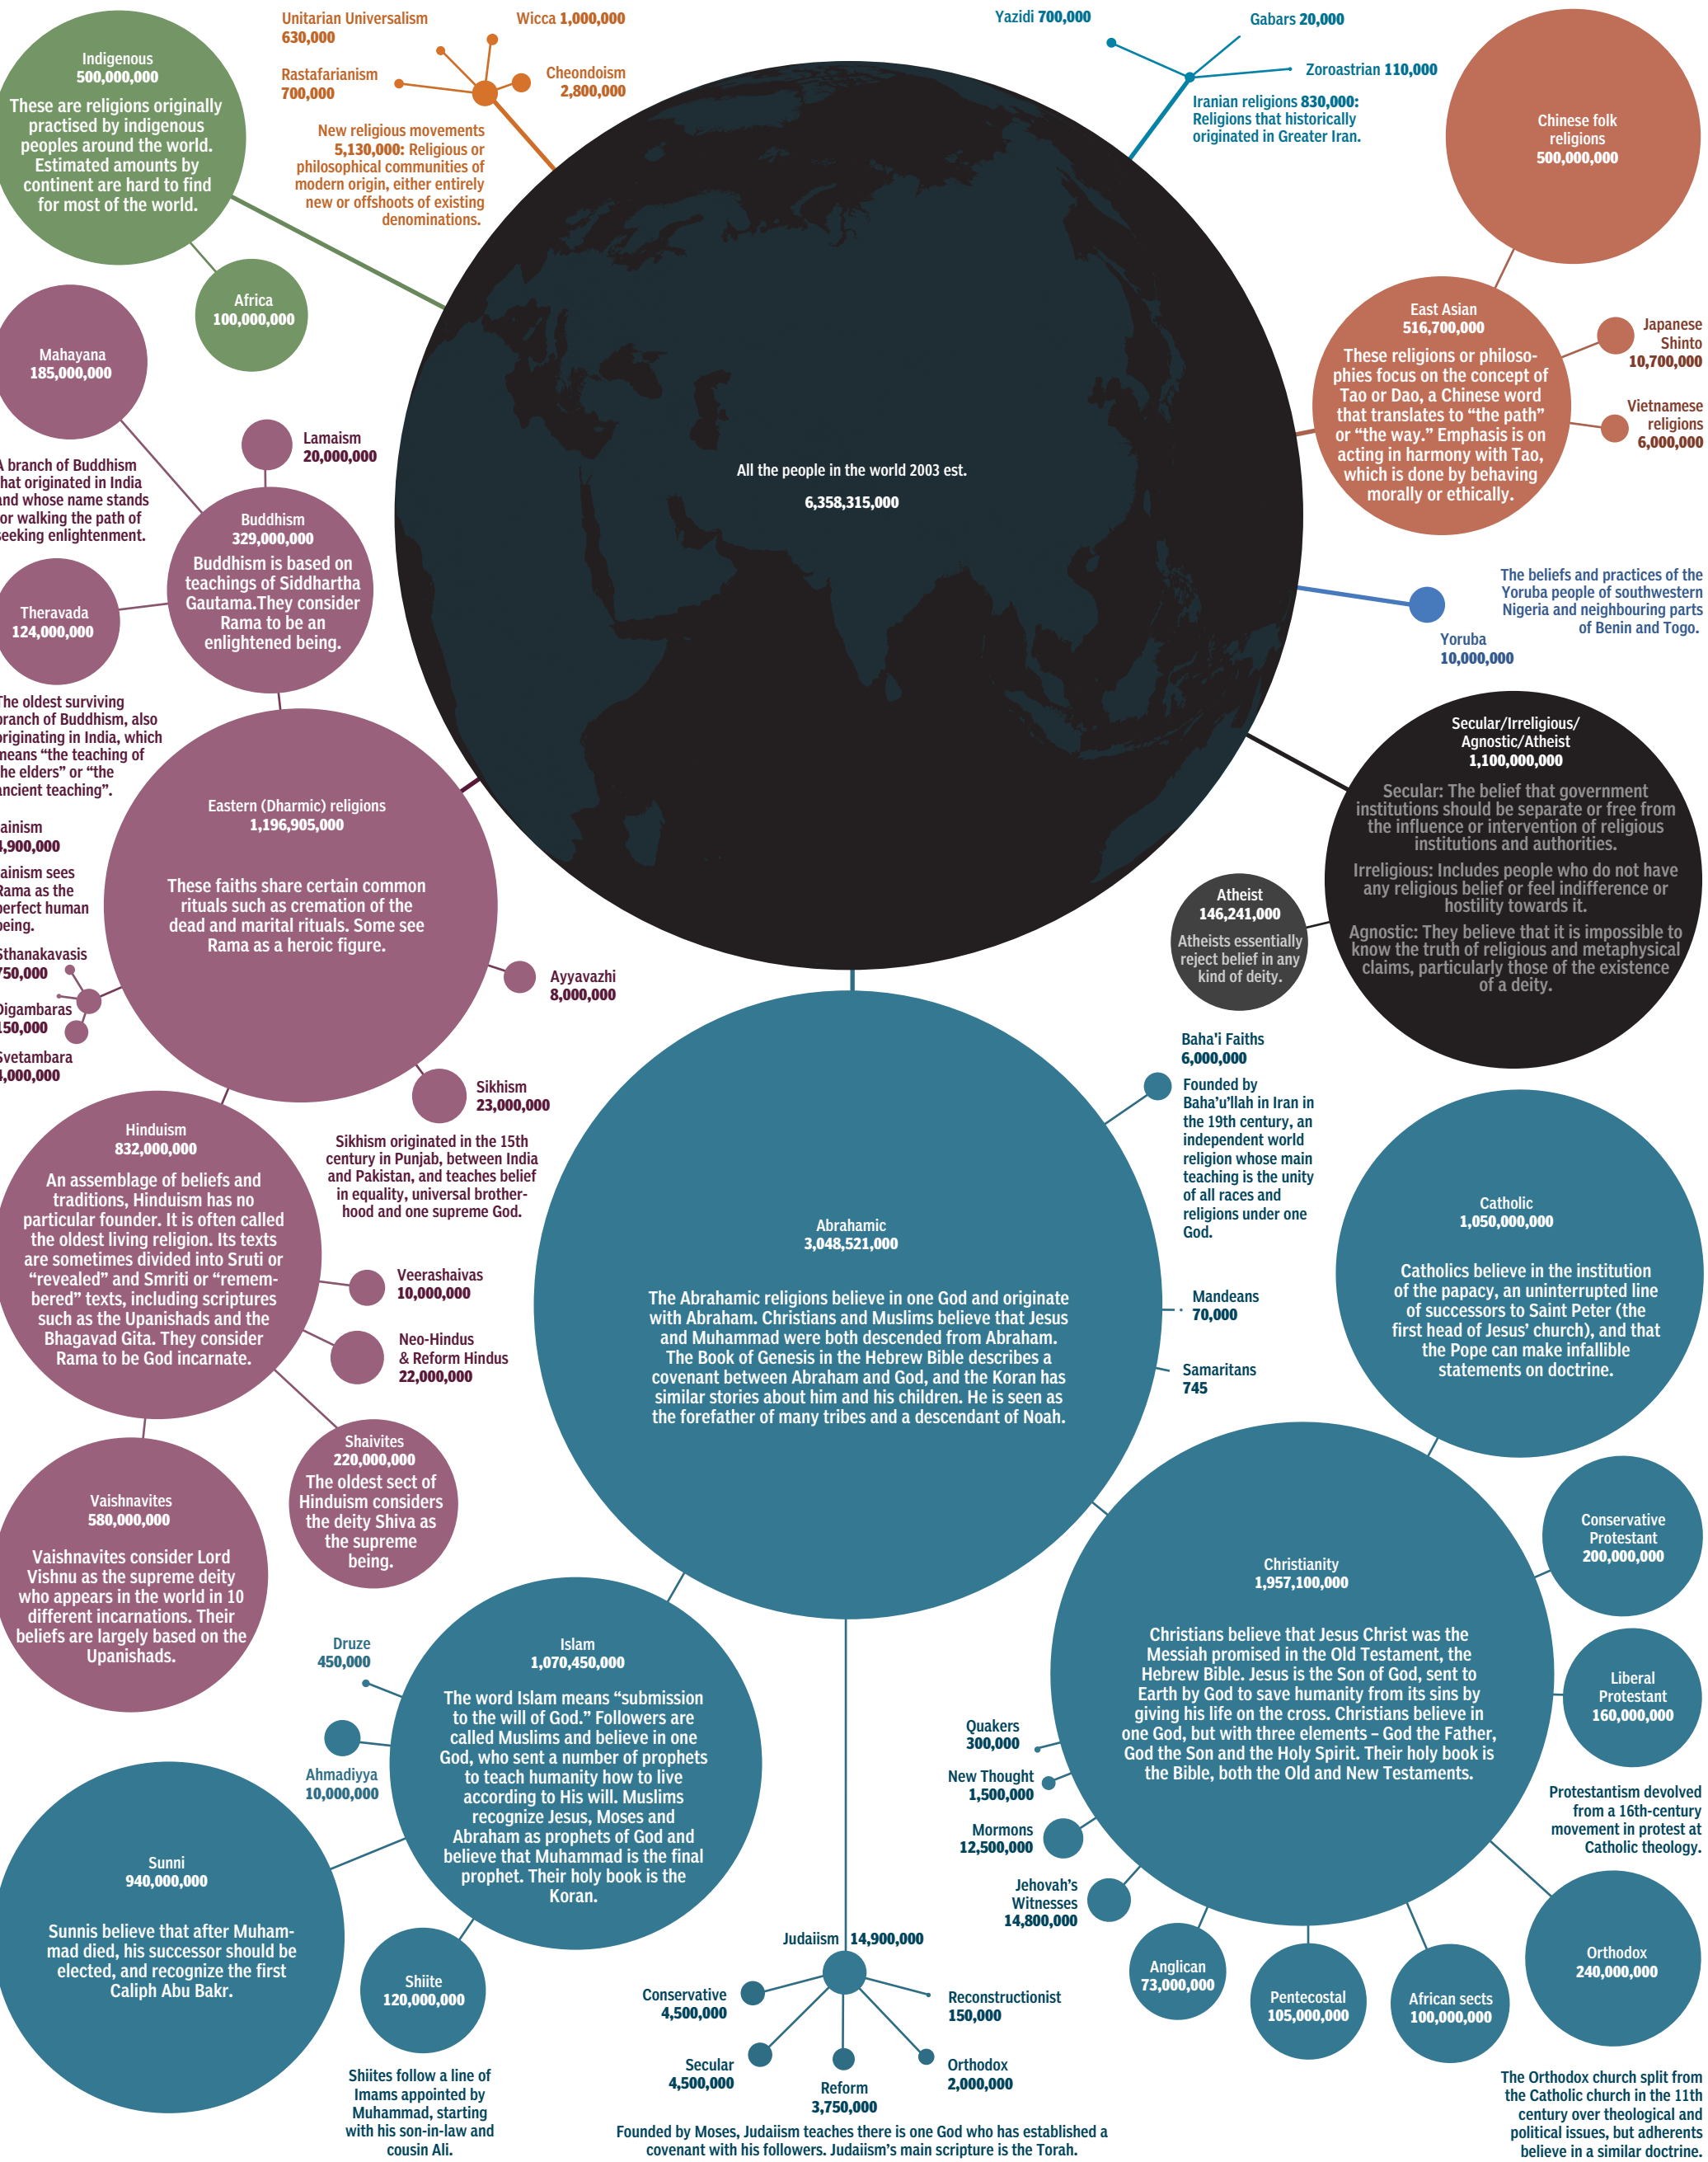 Indigenous
500,000,000
These are religions originally
practised by indigenous
peoples around the world.
Estimated amounts by
continent are hard to find
for most of the world.
Africa
100,000,000
Unitarian Universalism
630,000
Wicca 1,000,000
Rastafarianism
700,000
Cheondoism
2,800,000
New religious movements
5,130,000: Religious or
philosophical communities of
modern origin, either entirely
new or offshoots of existing
denominations.
Yazidi 700,000
Gabars 20,000
Zoroastrian 110,000
Iranian religions 830,000:
Religions that historically
originated in Greater Iran.
Chinese folk
religions
500,000,000
East Asian
516,700,000
These religions or philoso-
phies focus on the concept of
Tao or Dao, a Chinese word
that translates to “the path”
or “the way.” Emphasis is on
acting in harmony with Tao,
which is done by behaving
morally or ethically.
Japanese
Shinto
10,700,000
Vietnamese
religions
6,000,000
All the people in the world 2003 est.
6,358,315,000
Mahayana
185,000,000
A branch of Buddhism
hat originated in India
and whose name stands
or walking the path of
seeking enlightenment.
Lamaism
20,000,000
Buddhism
329,000,000
Buddhism is based on
teachings of Siddhartha
Gautama.They consider
Rama to be an
enlightened being.
Theravada
124,000,000
The oldest surviving
branch of Buddhism, also
originating in India, which
means “the teaching of
the elders” or “the
ancient teaching”.
The beliefs and practices of the
Yoruba people of southwestern
Nigeria and neighbouring parts
of Benin and Togo.
Yoruba
10,000,000
Secular/Irreligious/
Agnostic/Atheist
1,100,000,000
Secular: The belief that government
institutions should be separate or free from
the influence or intervention of religious
institutions and authorities.
Irreligious: Includes people who do not have
any religious belief or feel indifference or
hostility towards it.
Agnostic: They believe that it is impossible to
know the truth of religious and metaphysical
claims, particularly those of the existence
of a deity.
Atheist
146,241,000
Atheists essentially
reject belief in any
kind of deity.
Eastern (Dharmic) religions
1,196,905,000
These faiths share certain common
rituals such as cremation of the
dead and marital rituals. Some see
Rama as a heroic figure.
ainism
4,900,000
ainism sees
Rama as the
perfect human
being.
Sthanakavasis
750,000
Digambaras
150,000
Svetambara
4,000,000
Ayyavazhi
8,000,000
Sikhism
23,000,000
Sikhism originated in the 15th
century in Punjab, between India
and Pakistan, and teaches belief
in equality, universal brother-
hood and one supreme God.
Hinduism
832,000,000
An assemblage of beliefs and
traditions, Hinduism has no
particular founder. It is often called
the oldest living religion. Its texts
are sometimes divided into Sruti or
“revealed” and Smriti or “remem-
bered” texts, including scriptures
such as the Upanishads and the
Bhagavad Gita. They consider
Rama to be God incarnate.
Veerashaivas
10,000,000
Neo-Hindus
& Reform Hindus
22,000,000
Shaivites
220,000,000
The oldest sect of
Hinduism considers
the deity Shiva as
the supreme
being.
Vaishnavites
580,000,000
Vaishnavites consider Lord
Vishnu as the supreme deity
who appears in the world in 10
different incarnations. Their
beliefs are largely based on the
Upanishads.
Abrahamic
3,048,521,000
The Abrahamic religions believe in one God and originate
with Abraham. Christians and Muslims believe that Jesus
and Muhammad were both descended from Abraham.
The Book of Genesis in the Hebrew Bible describes a
covenant between Abraham and God, and the Koran has
similar stories about him and his children. He is seen as
the forefather of many tribes and a descendant of Noah.
Baha'i Faiths
6,000,000
Founded by
Baha’u’llah in Iran in
the 19th century, an
independent world
religion whose main
teaching is the unity
of all races and
religions under one
God.
Mandeans
70,000
Samaritans
745
Catholic
1,050,000,000
Catholics believe in the institution
of the papacy, an uninterrupted line
of successors to Saint Peter (the
first head of Jesus’ church), and that
the Pope can make infallible
statements on doctrine.
Christianity
1,957,100,000
Christians believe that Jesus Christ was the
Messiah promised in the Old Testament, the
Hebrew Bible. Jesus is the Son of God, sent to
Earth by God to save humanity from its sins by
giving his life on the cross. Christians believe in
one God, but with three elements – God the Father,
God the Son and the Holy Spirit. Their holy book is
the Bible, both the Old and New Testaments.
Conservative
Protestant
200,000,000
Liberal
Protestant
160,000,000
Protestantism devolved
from a 16th-century
movement in protest at
Catholic theology.
Quakers
300,000
New Thought
1,500,000
Mormons
12,500,000
Jehovah’s
Witnesses
14,800,000
Anglican
73,000,000
Pentecostal
105,000,000
African sects
100,000,000
Orthodox
240,000,000
The Orthodox church split from
the Catholic church in the 11th
century over theological and
political issues, but adherents
believe in a similar doctrine.
Islam
1,070,450,000
The word Islam means “submission
to the will of God.” Followers are
called Muslims and believe in one
God, who sent a number of prophets
to teach humanity how to live
according to His will. Muslims
recognize Jesus, Moses and
Abraham as prophets of God and
believe that Muhammad is the final
prophet. Their holy book is the
Koran.
Druze
450,000
Ahmadiyya
10,000,000
Sunni
940,000,000
Sunnis believe that after Muham-
mad died, his successor should be
elected, and recognize the first
Caliph Abu Bakr.
Shiite
120,000,000
Shiites follow a line of
Imams appointed by
Muhammad, starting
with his son-in-law and
cousin Ali.
Judaiism 14,900,000
Conservative
4,500,000
Secular
4,500,000
Reform
3,750,000
Orthodox
2,000,000
Reconstructionist
150,000
Founded by Moses, Judaiism teaches there is one God who has established a
covenant with his followers. Judaiism’s main scripture is the Torah.